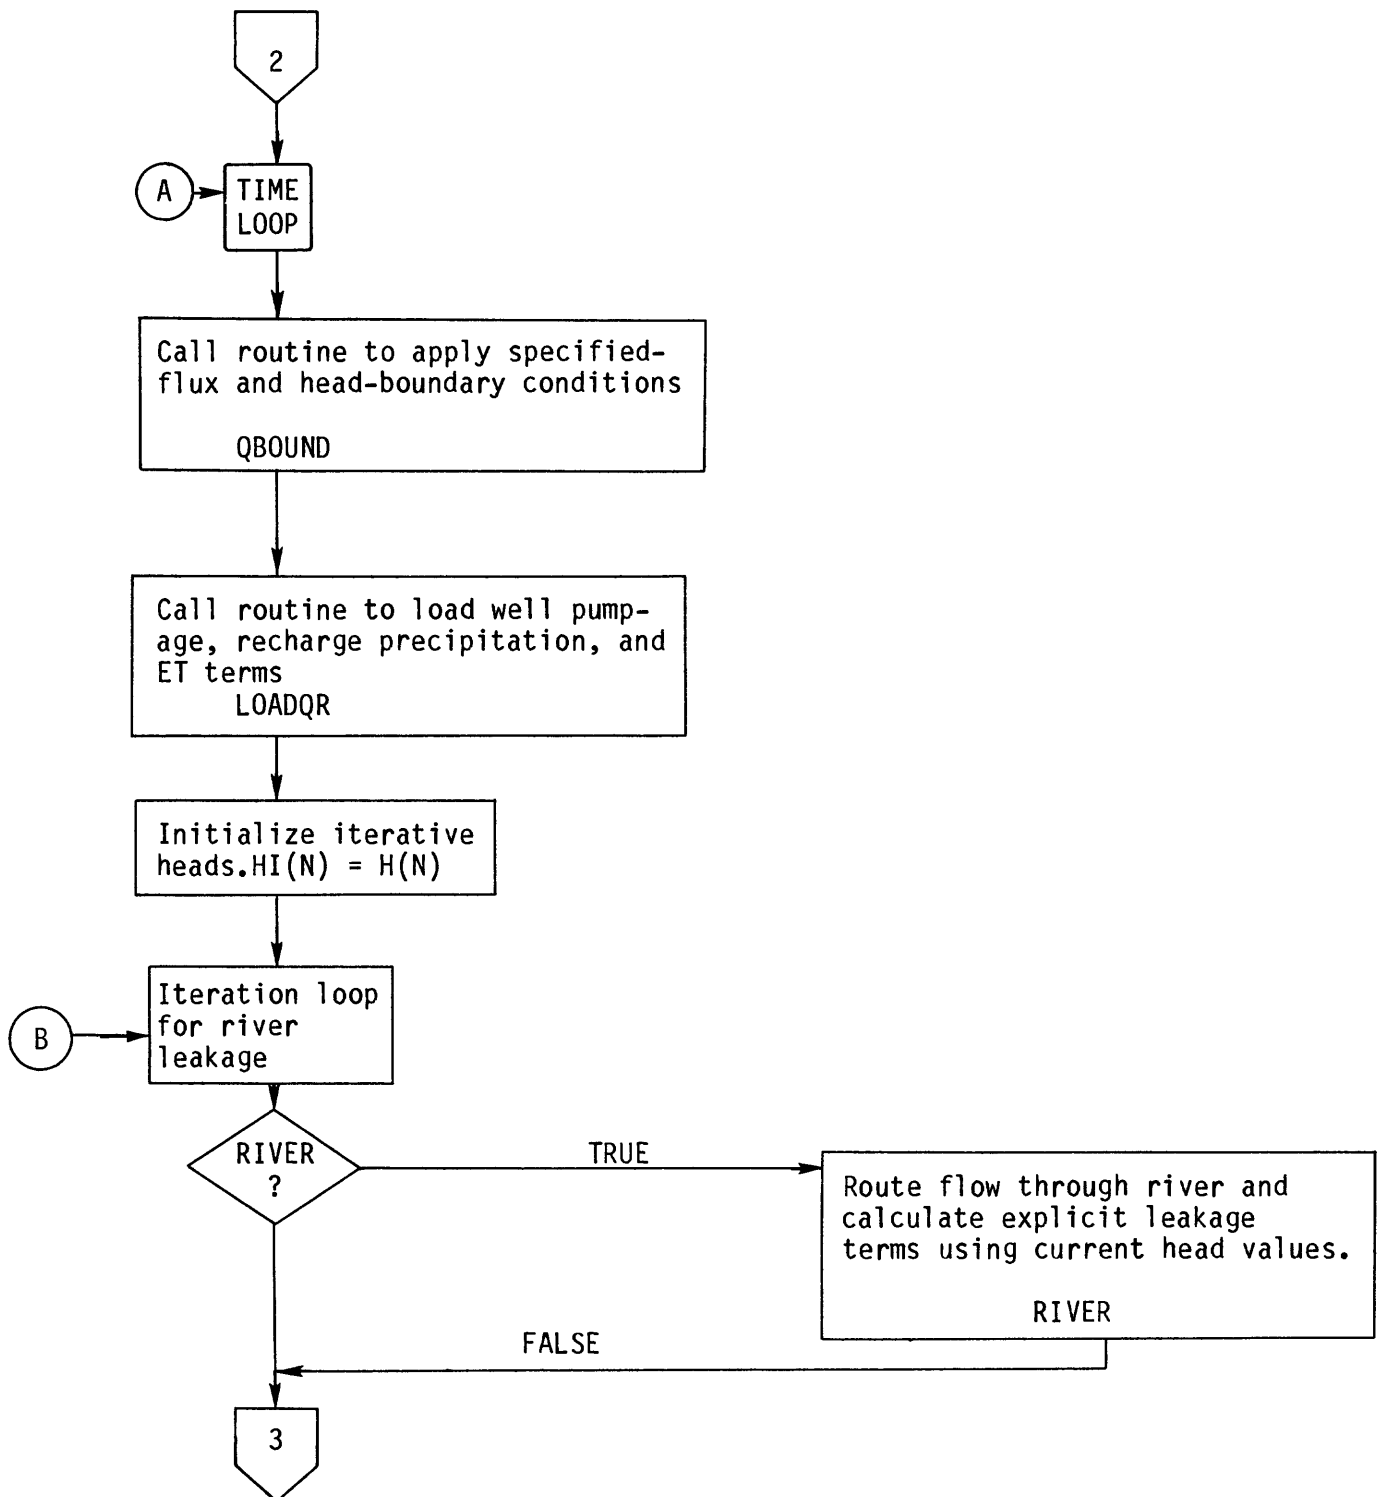 2
A
TIME
LOOP
Call routine to apply specified-
flux and head-boundary conditions
QBOUND
Call routine to load well pump-
age, recharge precipitation, and
ET terms
LOADQR
Initialize iterative
heads.HI(N) = H(N)
Iteration loop
for river
leakage
B
RIVER
?
TRUE
Route flow through river and
calculate explicit leakage
terms using current head values.
RIVER
FALSE
3